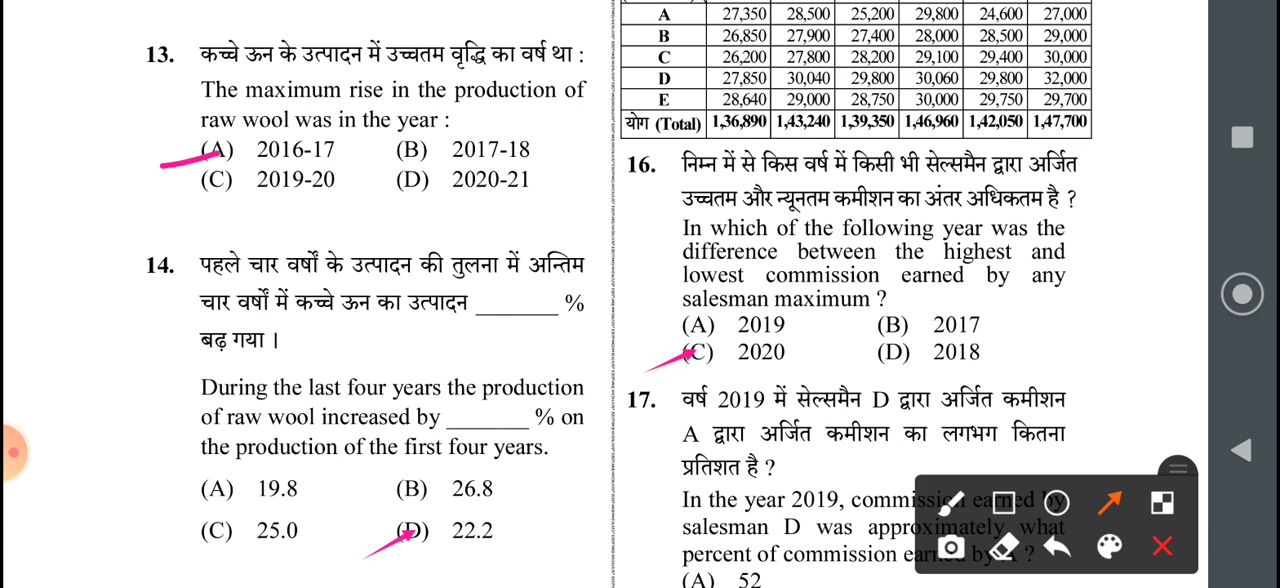 13. कच्चे ऊन के उत्पादन में उच्चतम वृद्धि का वर्ष था :
The maximum rise in the production of
raw wool was in the year :
(A) 2016-17 (B) 2017-18
(C) 2019-20 (D) 2020-21
14. पहले चार वर्षों के उत्पादन की तुलना में अन्तिम
चार वर्षों में कच्चे ऊन का उत्पादन ________ %
बढ़ गया ।
During the last four years the production
of raw wool increased by ________ % on
the production of the first four years.
(A) 19.8 (B) 26.8
(C) 25.0 (D) 22.2
A 27,350 28,500 25,200 29,800 24,600 27,000
B 26,850 27,900 27,400 28,000 28,500 29,000
C 26,200 27,800 28,200 29,100 29,400 30,000
D 27,850 30,040 29,800 30,060 29,800 32,000
E 28,640 29,000 28,750 30,000 29,750 29,700
योग (Total) 1,36,890 1,43,240 1,39,350 1,46,960 1,42,050 1,47,700
16. निम्न में से किस वर्ष में किसी भी सेल्समैन द्वारा अर्जित
उच्चतम और न्यूनतम कमीशन का अंतर अधिकतम है ?
In which of the following year was the
difference between the highest and
lowest commission earned by any
salesman maximum ?
(A) 2019 (B) 2017
(C) 2020 (D) 2018
17. वर्ष 2019 में सेल्समैन D द्वारा अर्जित कमीशन
A द्वारा अर्जित कमीशन का लगभग कितना
प्रतिशत है ?
In the year 2019, commission earned by
salesman D was approximately what
percent of commission earned by A ?
(A) 52